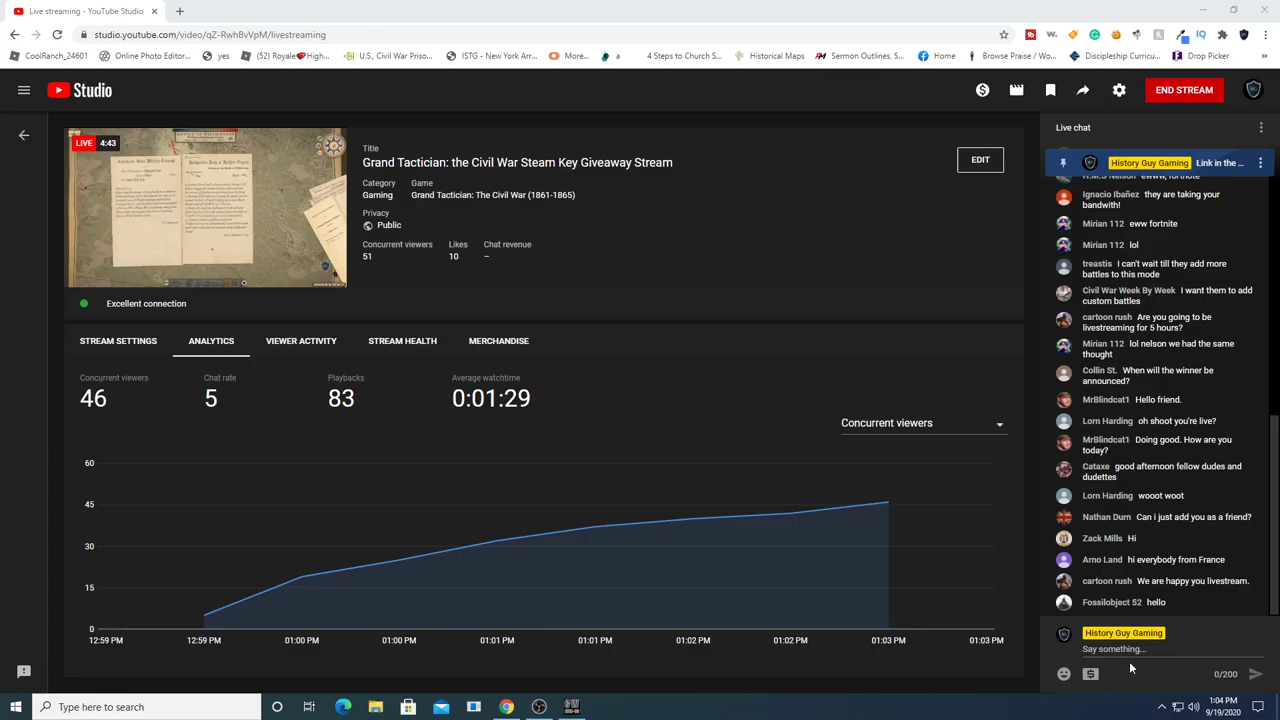 Live streaming - YouTube Studio
studio.youtube.com/video/qZ-RwhBvVpM/livestreaming
CoolRanch_24601
Online Photo Editor...
yes
(52) Royale
High...
U.S. Civil War Priso...
ISTG - New York Arr...
More...
a
4 Steps to Church S...
Historical Maps
Sermon Outlines, S...
Home
Browse Praise / Wo...
Discipleship Curricu...
Drop Picker
Studio
END STREAM
LIVE 4:43
Title
Grand Tactician: the Civil War Steam Key Giveaway Stream
EDIT
Category
Game
Gaming
Public
Concurrent viewers
Likes
Chat revenue
51
10
–
Excellent connection
STREAM SETTINGS
ANALYTICS
VIEWER ACTIVITY
STREAM HEALTH
MERCHANDISE
Concurrent viewers
Chat rate
Playbacks
Average watchtime
46
5
83
0:01:29
Concurrent viewers
60
45
30
15
0
12:59 PM
12:59 PM
01:00 PM
01:00 PM
01:01 PM
01:01 PM
01:02 PM
01:02 PM
01:03 PM
01:03 PM
Live chat
History Guy Gaming Link in the ...
they are taking your
bandwith!
Mirian 112 eww fortnite
Mirian 112 lol
treastis I can't wait till they add more
battles to this mode
Civil War Week By Week I want them to add
custom battles
cartoon rush Are you going to be
livestreaming for 5 hours?
Mirian 112 lol nelson we had the same
thought
Collin St. When will the winner be
announced?
MrBlindcat1 Hello friend.
Lorn Harding oh shoot you're live?
MrBlindcat1 Doing good. How are you
today?
Cataxe good afternoon fellow dudes and
dudettes
Lorn Harding wooot woot
Nathan Durn Can i just add you as a friend?
Zack Mills Hi
Arno Land hi everybody from France
cartoon rush We are happy you livestream.
Fossilobject 52 hello
History Guy Gaming
Say something...
0/200
Type here to search
1:04 PM
9/19/2020